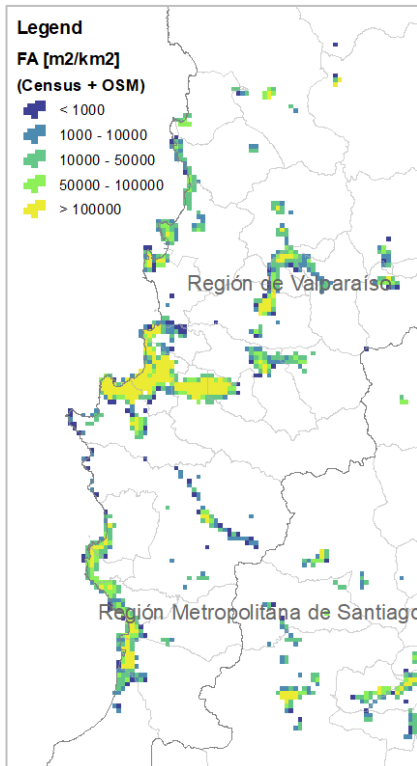 Legend
FA [m2/km2]
(Census + OSM)
< 1000
1000 - 10000
10000 - 50000
50000 - 100000
> 100000
Región de Valparaíso
Región Metropolitana de Santiago